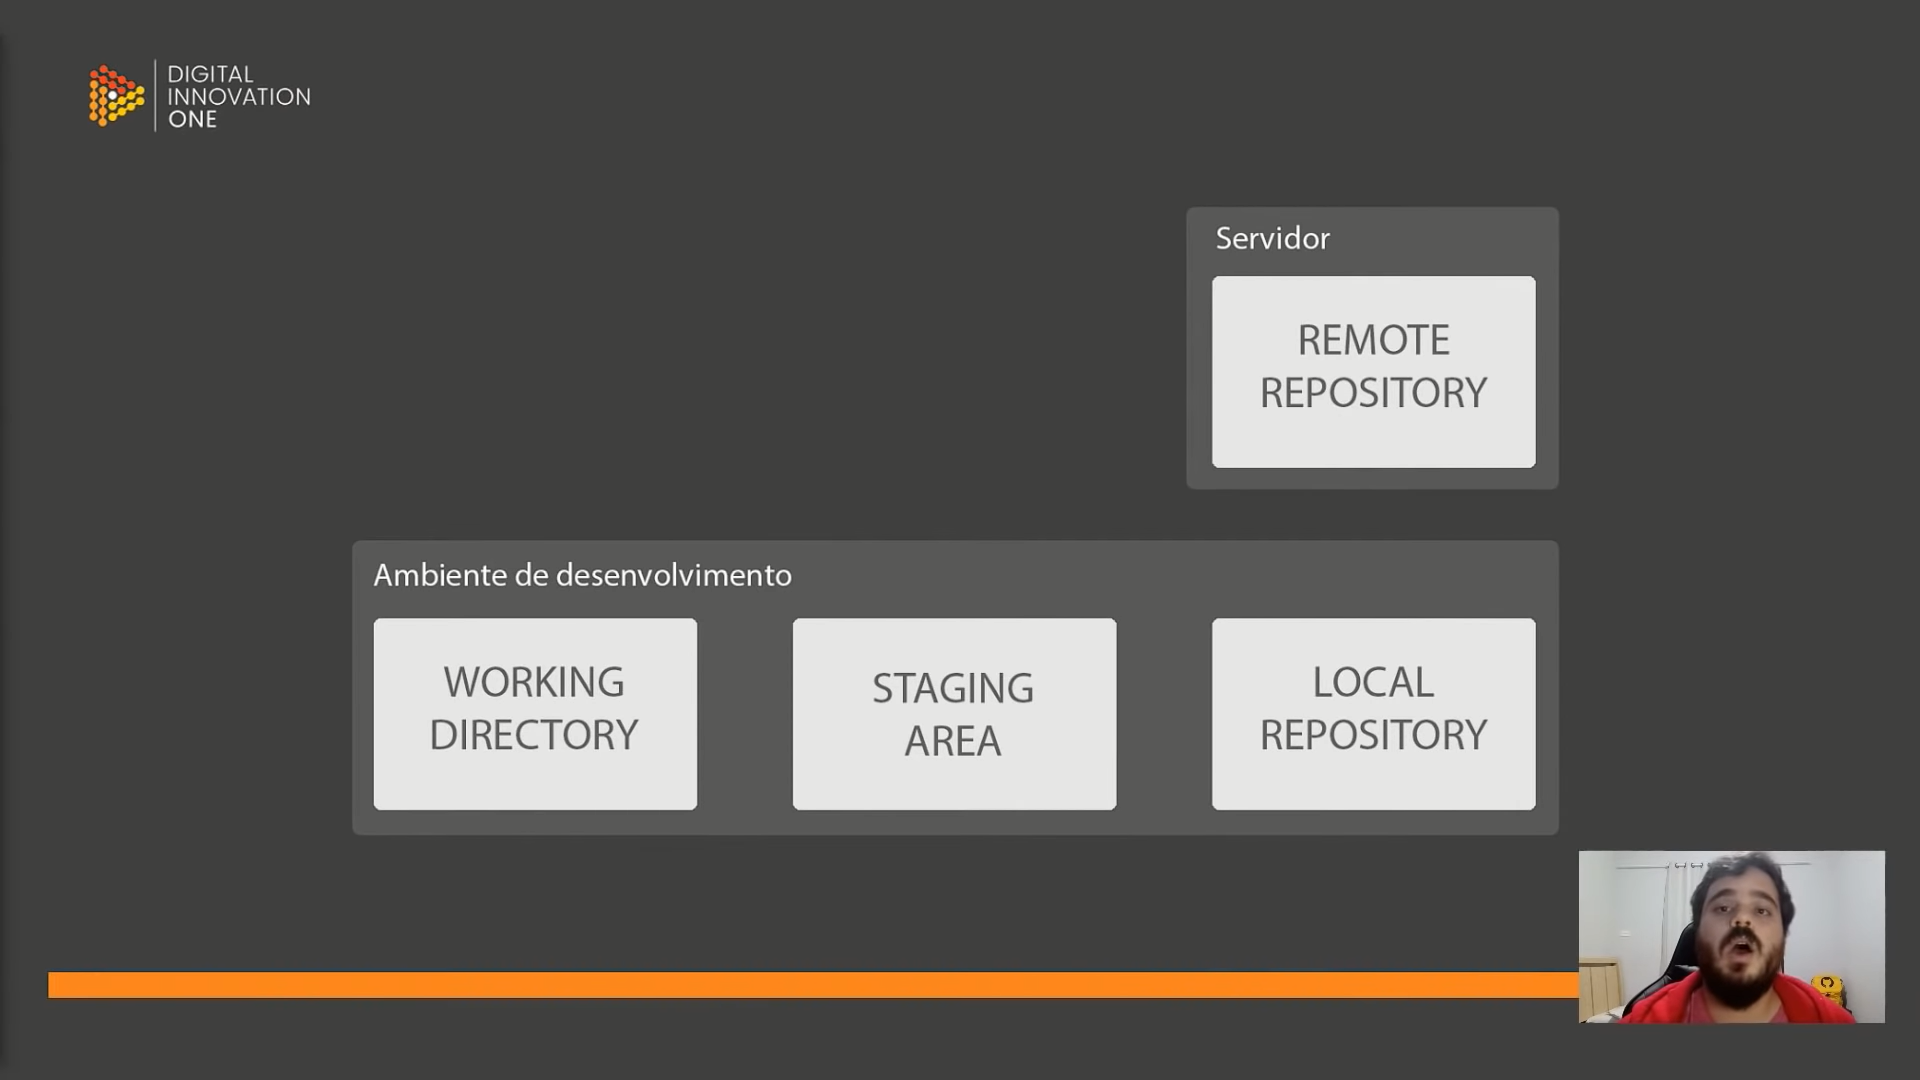 DIGITAL
INNOVATION
ONE
Servidor
REMOTE
REPOSITORY
Ambiente de desenvolvimento
WORKING
DIRECTORY
STAGING
AREA
LOCAL
REPOSITORY